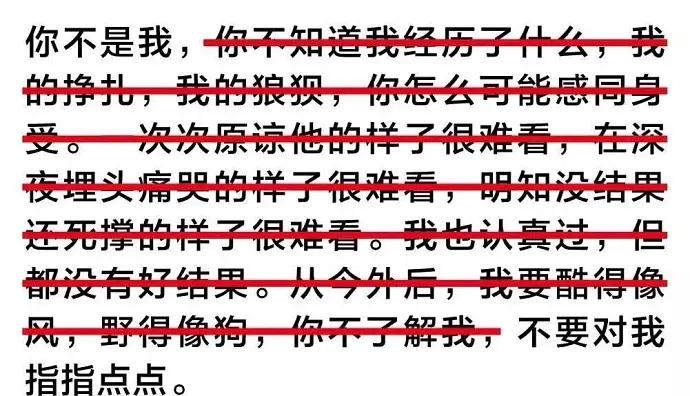 你不是我，你不知道我经历了什么，我
的挣扎，我的狼狈，你怎么可能感同身
受。一次次原谅他的样子很难看，在深
夜埋头痛哭的样子很难看，明知没结果
还死撑的样子很难看。我也认真过，但
都没有好结果。从今外后，我要酷得像
风，野得像狗，你不了解我，不要对我
指指点点。